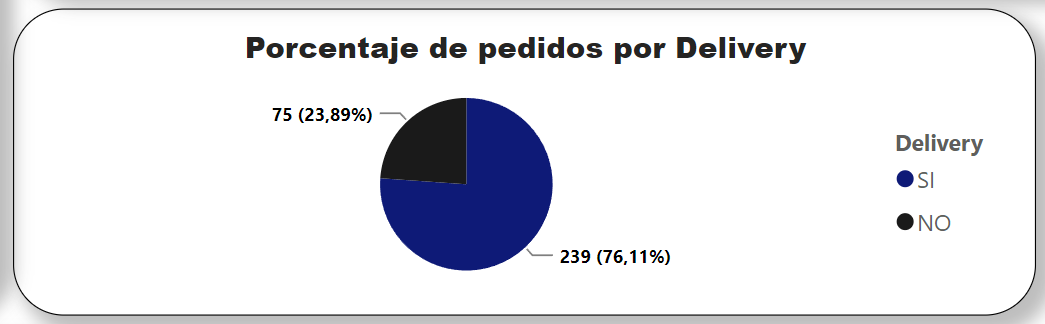 Porcentaje de pedidos por Delivery
75 (23,89%)
239 (76,11%)
Delivery
SI
NO